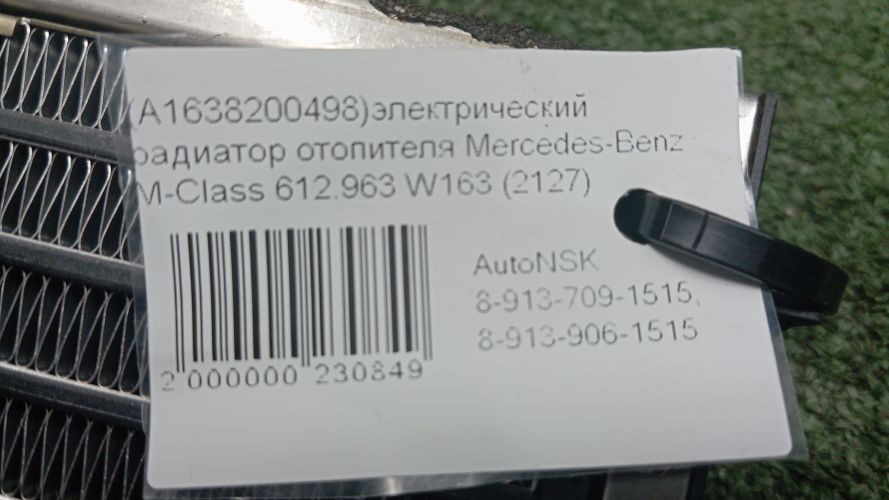 (A1638200498)электрический
радиатор отопителя Mercedes-Benz
M-Class 612.963 W163 (2127)
AutoNSK
8-913-709-1515,
8-913-906-1515
2 000000 230849